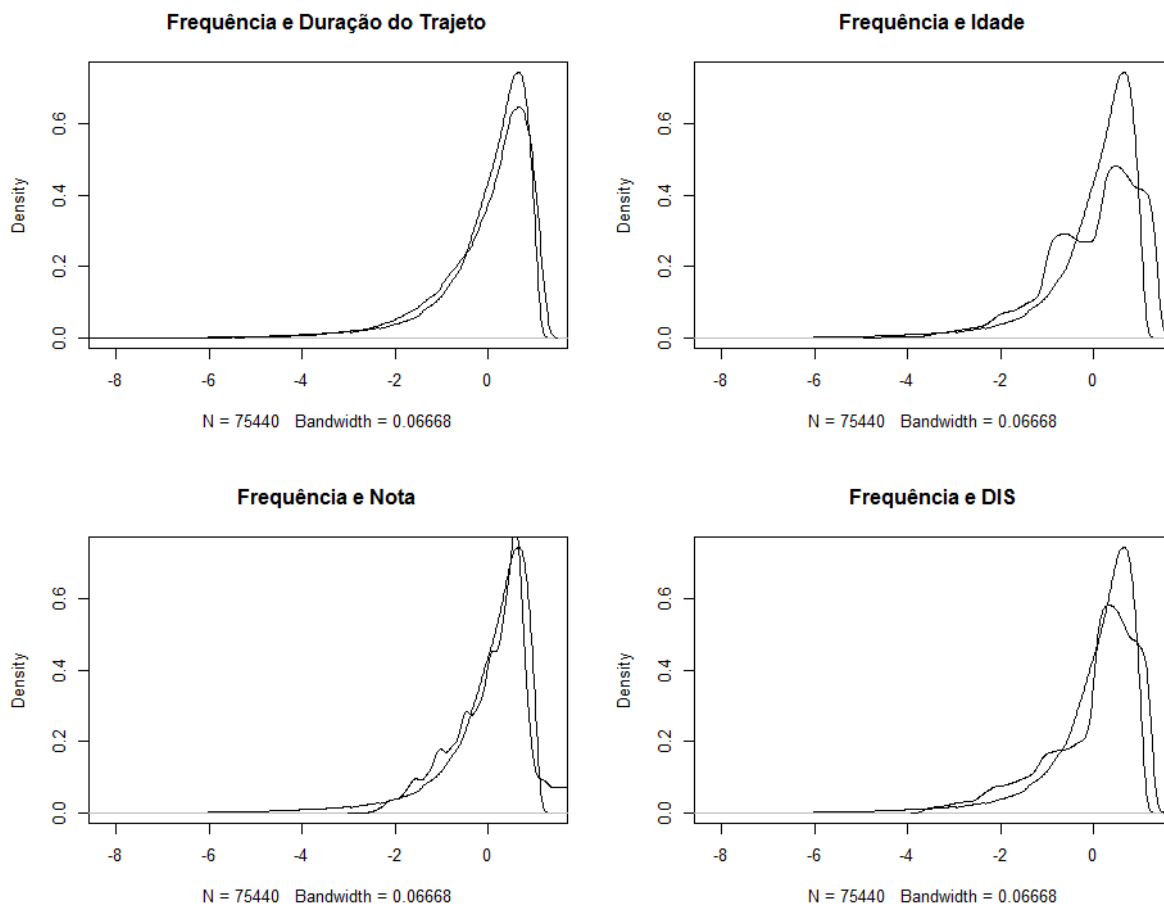 Frequência e Duração do Trajeto
Density
0.0 0.2 0.4 0.6
-8 -6 -4 -2 0
N = 75440 Bandwidth = 0.06668
Frequência e Idade
Density
0.0 0.2 0.4 0.6
-8 -6 -4 -2 0
N = 75440 Bandwidth = 0.06668
Frequência e Nota
Density
0.0 0.2 0.4 0.6
-8 -6 -4 -2 0
N = 75440 Bandwidth = 0.06668
Frequência e DIS
Density
0.0 0.2 0.4 0.6
-8 -6 -4 -2 0
N = 75440 Bandwidth = 0.06668